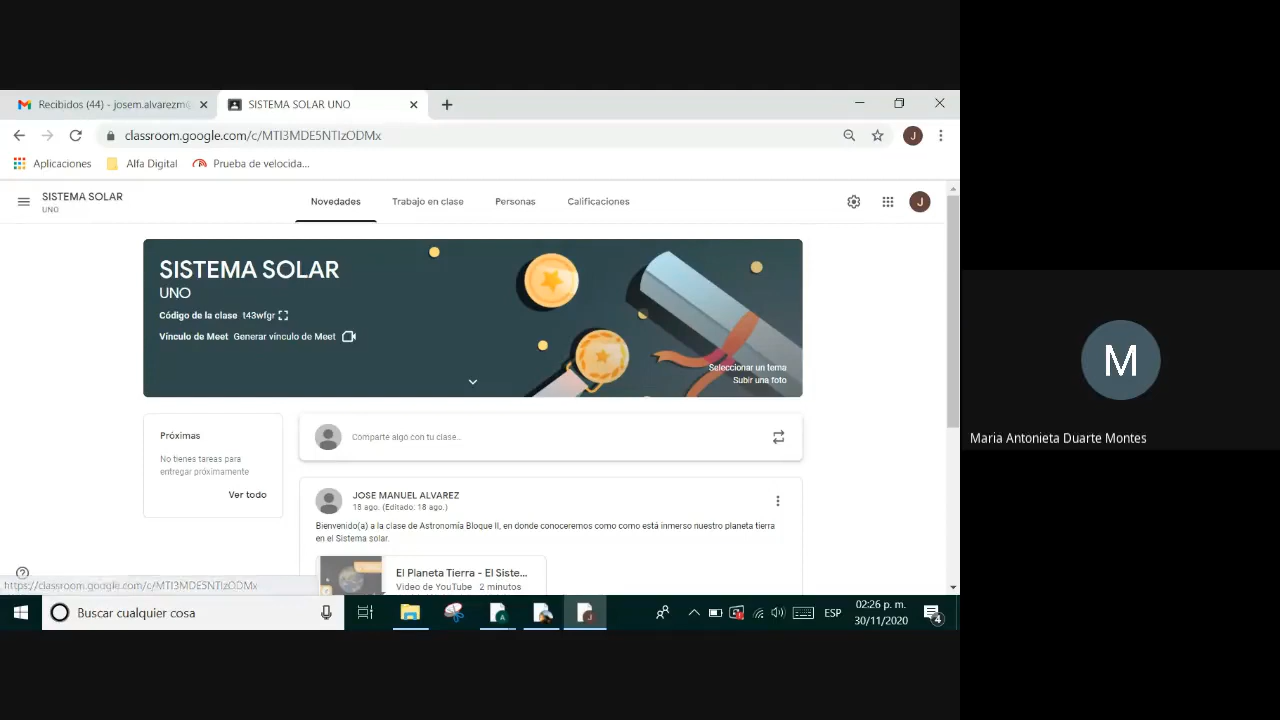 Recibidos (44) - josem.alvarezm
SISTEMA SOLAR UNO
classroom.google.com/c/MTI3MDE5NTIzODMx
J
Aplicaciones
Alfa Digital
Prueba de velocida...
SISTEMA SOLAR
UNO
Novedades
Trabajo en clase
Personas
Calificaciones
J
SISTEMA SOLAR
UNO
Código de la clase t43wfgr
Vínculo de Meet Generar vínculo de Meet
Seleccionar un tema
Subir una foto
Próximas
No tienes tareas para
entregar próximamente
Ver todo
Comparte algo con tu clase...
JOSE MANUEL ALVAREZ
18 ago. (Editado: 18 ago.)
Bienvenido(a) a la clase de Astronomía Bloque II, en donde conoceremos como como está inmerso nuestro planeta tierra
en el Sistema solar.
El Planeta Tierra - El Siste...
Video de YouTube 2 minutos
https://classroom.google.com/c/MTI3MDE5NTIzODMx
Buscar cualquier cosa
A
J
ESP
02:26 p. m.
30/11/2020
4
M
Maria Antonieta Duarte Montes